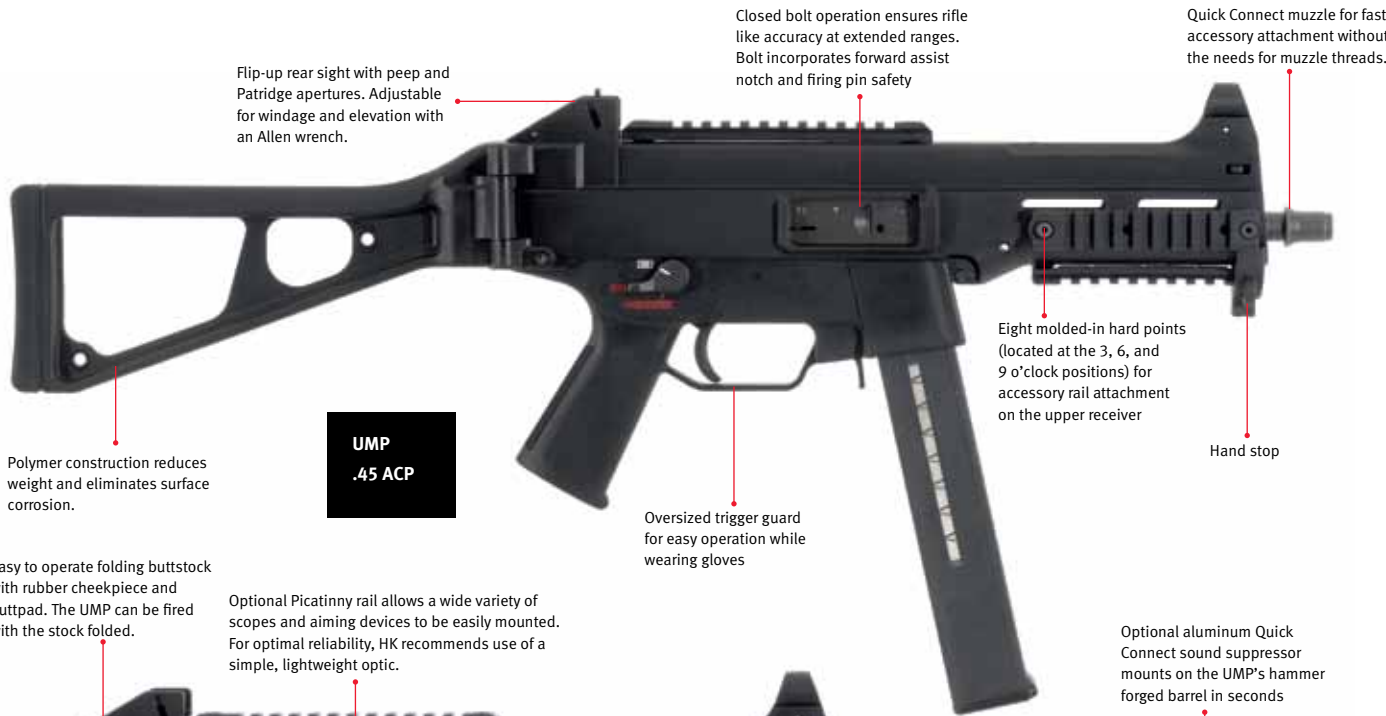 Closed bolt operation ensures rifle
like accuracy at extended ranges.
Bolt incorporates forward assist
notch and firing pin safety
Quick Connect muzzle for fast
accessory attachment without
the needs for muzzle threads.
Flip-up rear sight with peep and
Patridge apertures. Adjustable
for windage and elevation with
an Allen wrench.
Eight molded-in hard points
(located at the 3, 6, and
9 o'clock positions) for
accessory rail attachment
on the upper receiver
Hand stop
Polymer construction reduces
weight and eliminates surface
corrosion.
UMP
.45 ACP
Oversized trigger guard
for easy operation while
wearing gloves
asy to operate folding buttstock
ith rubber cheekpiece and
uttpad. The UMP can be fired
ith the stock folded.
Optional Picatinny rail allows a wide variety of
scopes and aiming devices to be easily mounted.
For optimal reliability, HK recommends use of a
simple, lightweight optic.
Optional aluminum Quick
Connect sound suppressor
mounts on the UMP's hammer
forged barrel in seconds